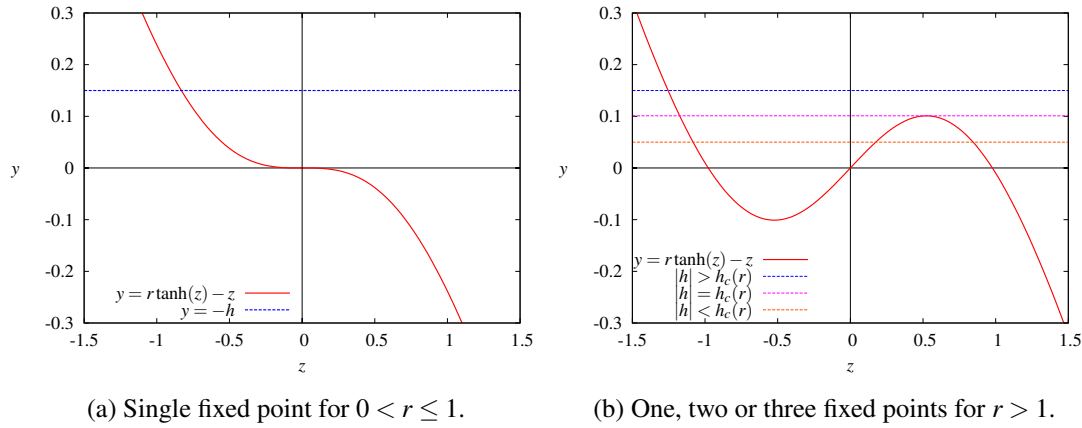 0.3
0.2
0.1
0
-0.1
-0.2
-0.3
y
-1.5
-1
-0.5
0
0.5
1
1.5
z
y = r tanh(z) − z
y = −h
(a) Single fixed point for 0 < r ≤ 1.
0.3
0.2
0.1
0
-0.1
-0.2
-0.3
y
-1.5
-1
-0.5
0
0.5
1
1.5
z
y = r tanh(z) − z
|h| > h_c(r)
|h| = h_c(r)
|h| < h_c(r)
(b) One, two or three fixed points for r > 1.